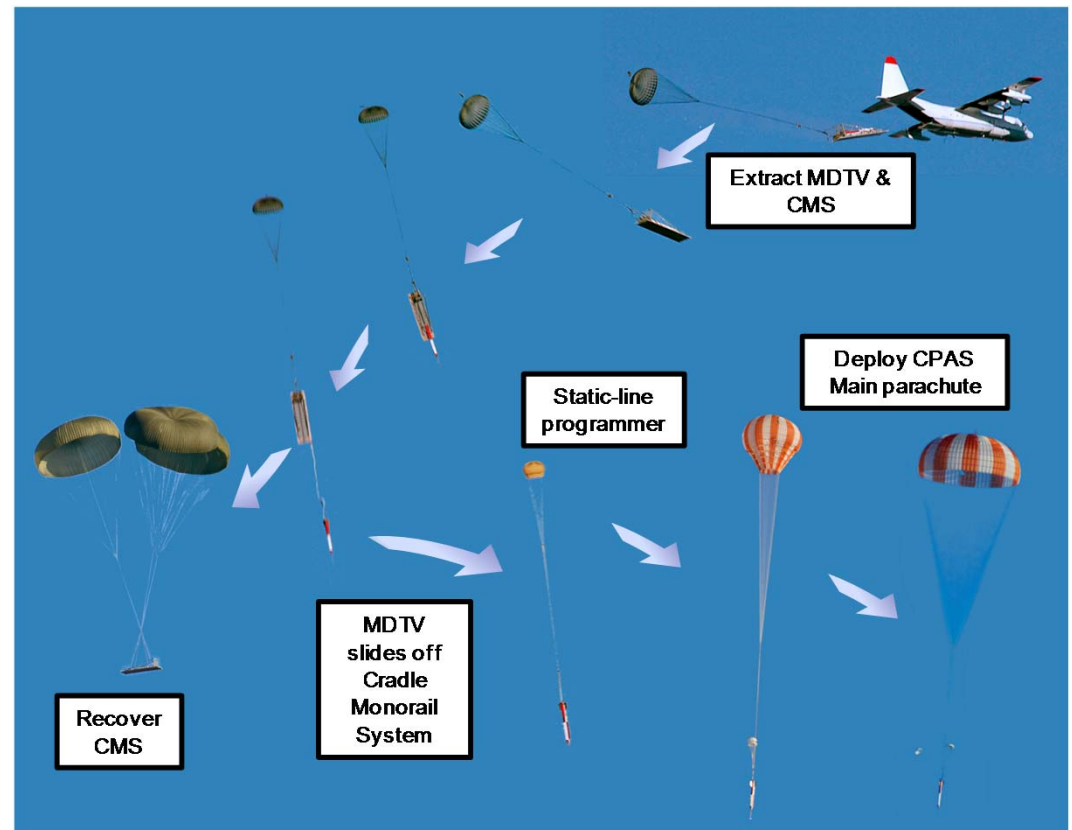 Extract MDTV &
CMS
Deploy CPAS
Main parachute
Static-line
programmer
MDTV
slides off
Cradle
Monorail
System
Recover
CMS